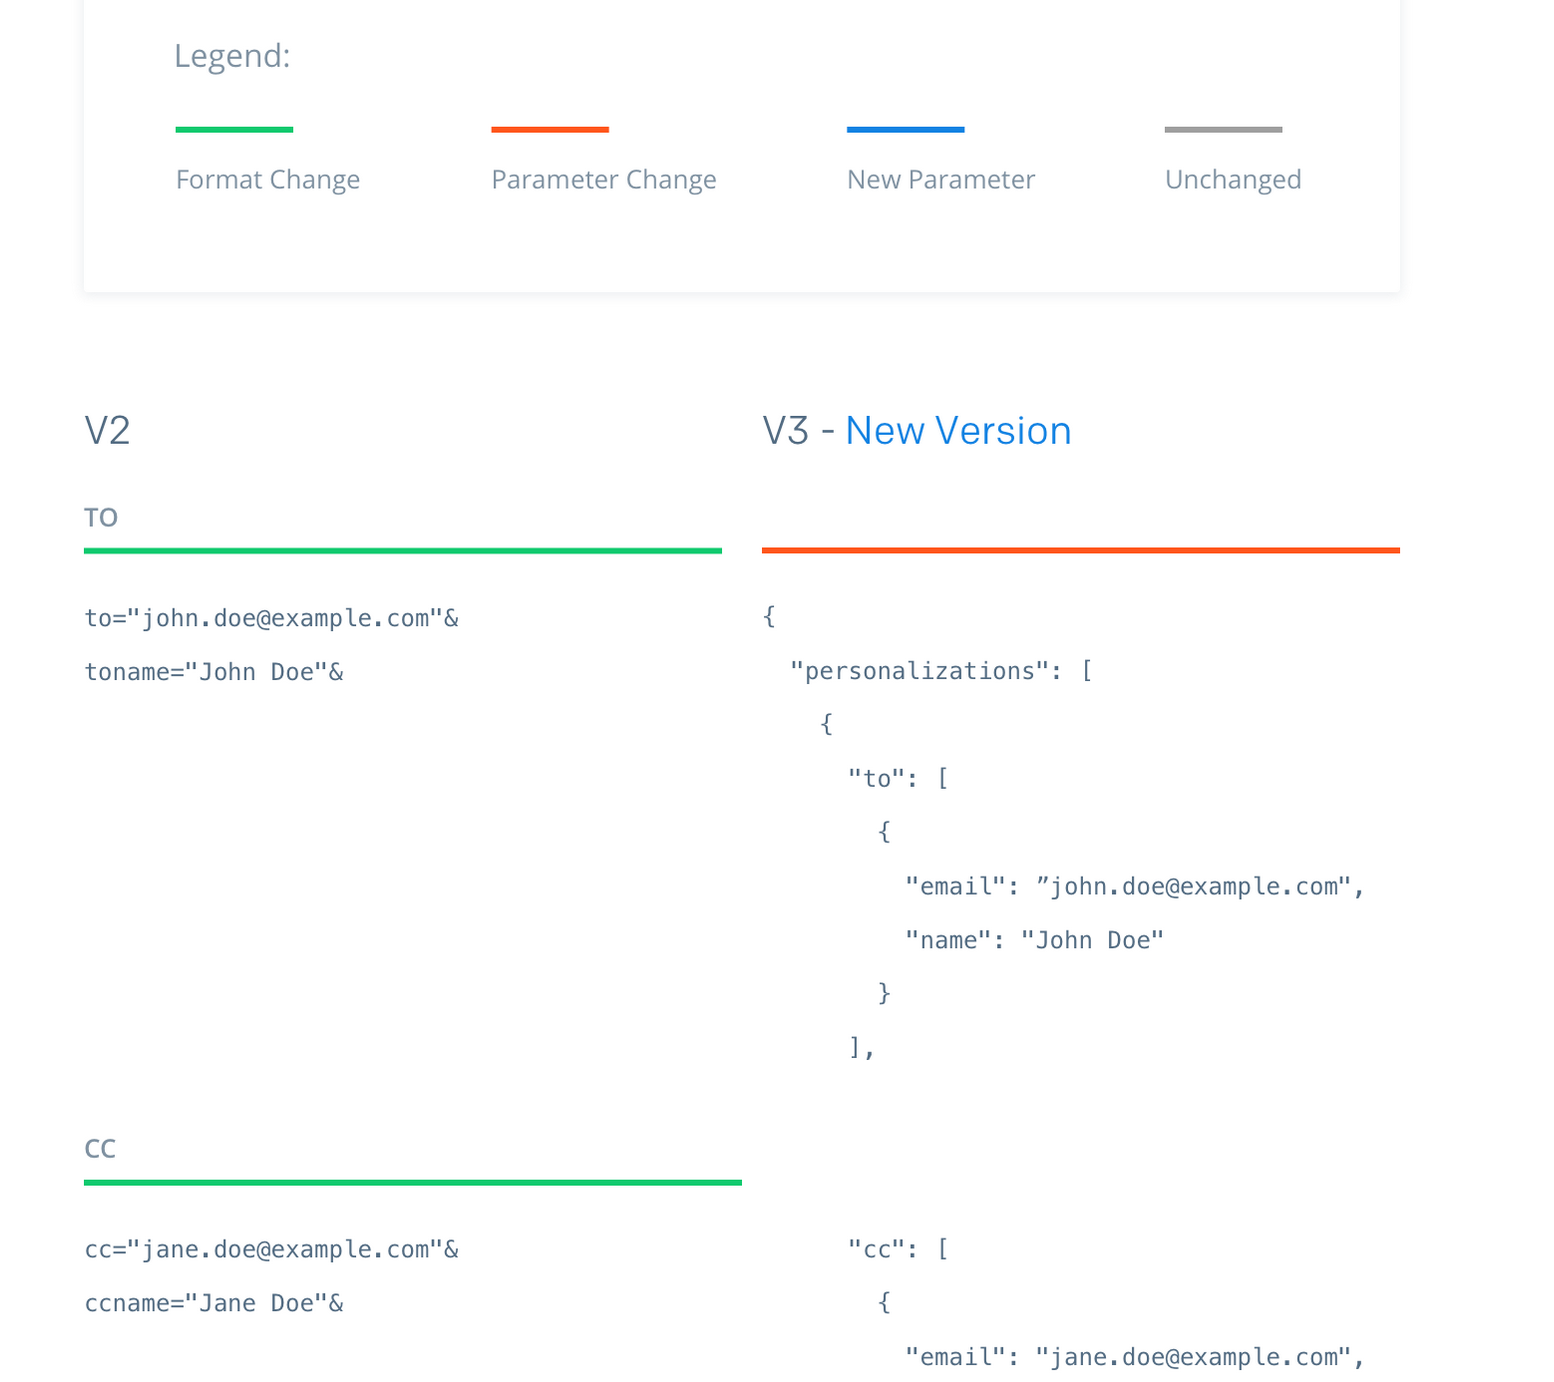 Legend:
Format Change
Parameter Change
New Parameter
Unchanged
V2
V3 - New Version
TO
to="john.doe@example.com"&
toname="John Doe"&
{
"personalizations": [
{
"to": [
{
"email": ”john.doe@example.com",
"name": "John Doe"
}
],
CC
cc="jane.doe@example.com"&
ccname="Jane Doe"&
"cc": [
{
"email": "jane.doe@example.com",